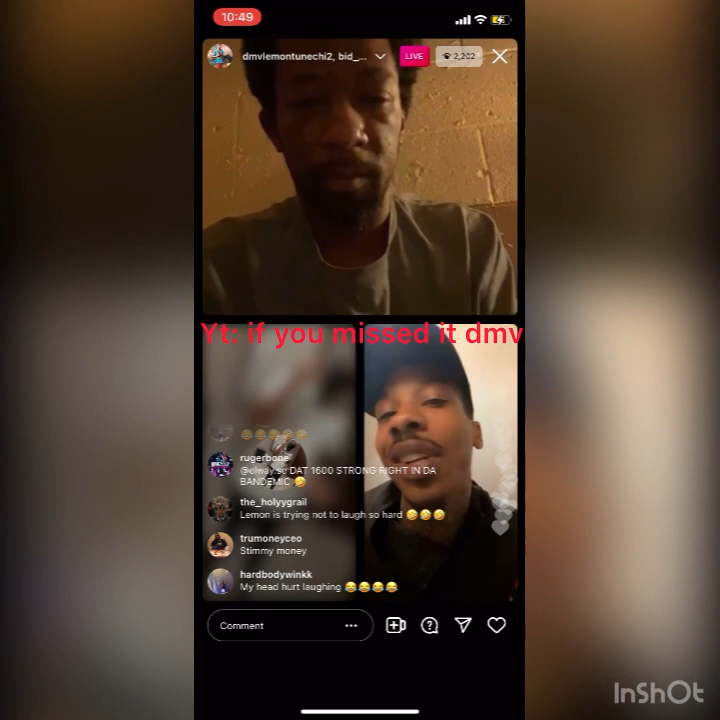 10:49
dmvlemontunechi2, bid_...
LIVE
2,202
Yt: if you missed it dmv
rugerbone
DAT 1600 STRONG RIGHT IN DA
BANDEMIC 🤣
the_holyygrail
Lemon is trying not to laugh so hard 🤣🤣🤣
trumoneyceo
Stimmy money
hardbodywinkk
My head hurt laughing 😂😂😂😂
Comment
InShOt